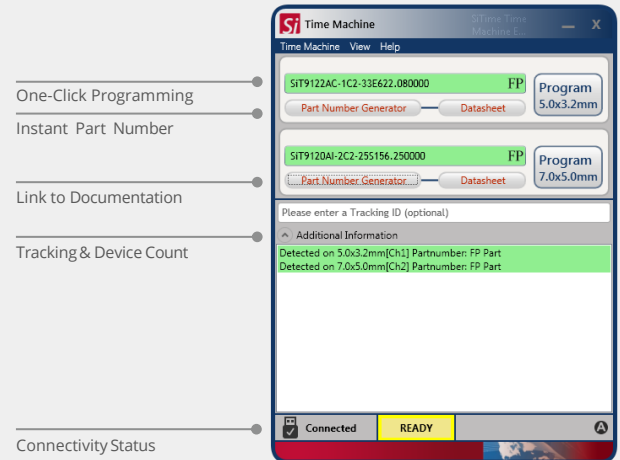 Si Time Machine
SiTime Time
Machine E...
X
Time Machine View Help
SiT9122AC-1C2-33E622.080000 FP
Program
5.0x3.2mm
Part Number Generator Datasheet
SiT9120AI-2C2-25S156.250000 FP
Program
7.0x5.0mm
Part Number Generator Datasheet
Please enter a Tracking ID (optional)
Additional Information
Detected on 5.0x3.2mm[Ch1] Partnumber: FP Part
Detected on 7.0x5.0mm[Ch2] Partnumber: FP Part
Connected READY A
One-Click Programming
Instant Part Number
Link to Documentation
Tracking & Device Count
Connectivity Status